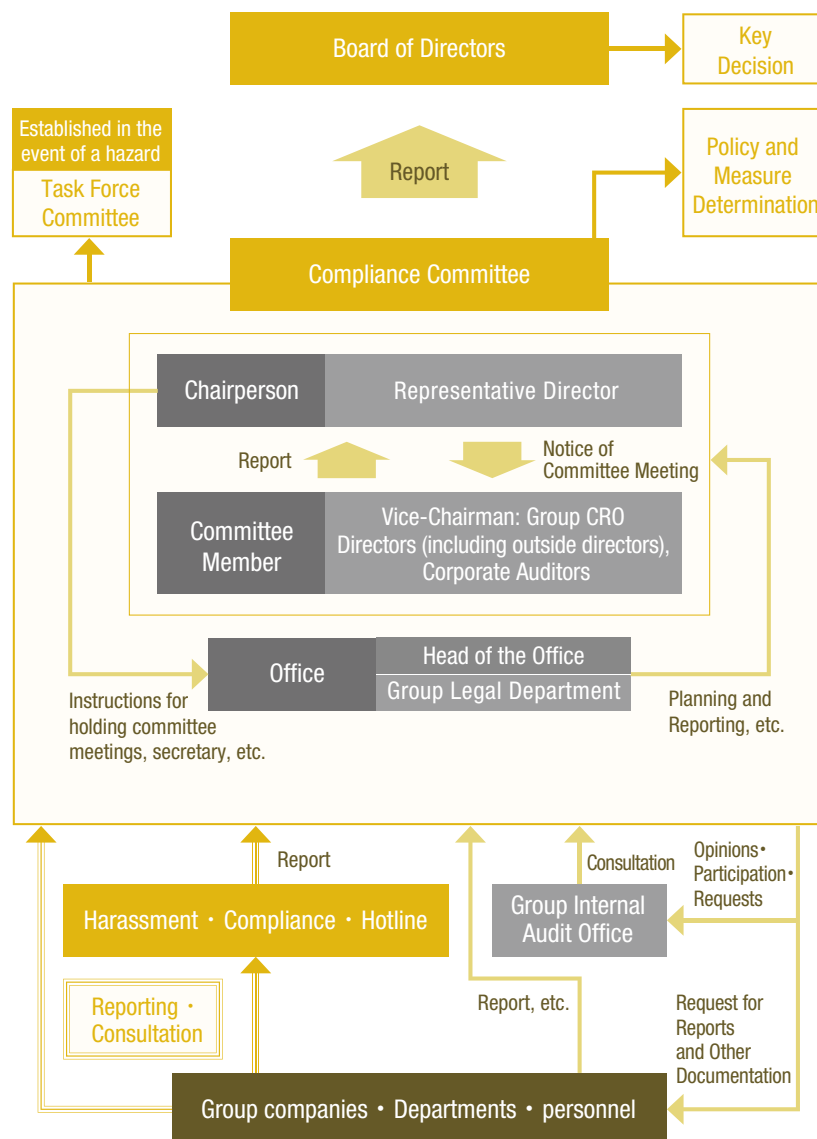 Board of Directors
Key
Decision
Established in the
event of a hazard
Task Force
Committee
Report
Policy and
Measure
Determination
Compliance Committee
Chairperson
Representative Director
Report
Notice of
Committee Meeting
Committee
Member
Vice-Chairman: Group CRO
Directors (including outside directors),
Corporate Auditors
Office
Head of the Office
Group Legal Department
Instructions for
holding committee
meetings, secretary, etc.
Planning and
Reporting, etc.
Report
Consultation
Opinions・
Participation・
Requests
Harassment・Compliance・Hotline
Group Internal
Audit Office
Reporting・
Consultation
Report, etc.
Request for
Reports
and Other
Documentation
Group companies・Departments・personnel